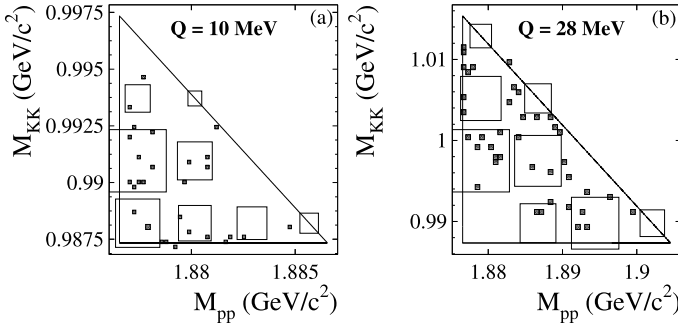 (a)
Q = 10 MeV
M_KK (GeV/c²)
0.9975
0.995
0.9925
0.99
0.9875
1.88
1.885
M_pp (GeV/c²)
(b)
Q = 28 MeV
M_KK (GeV/c²)
1.01
1
0.99
1.88
1.89
1.9
M_pp (GeV/c²)